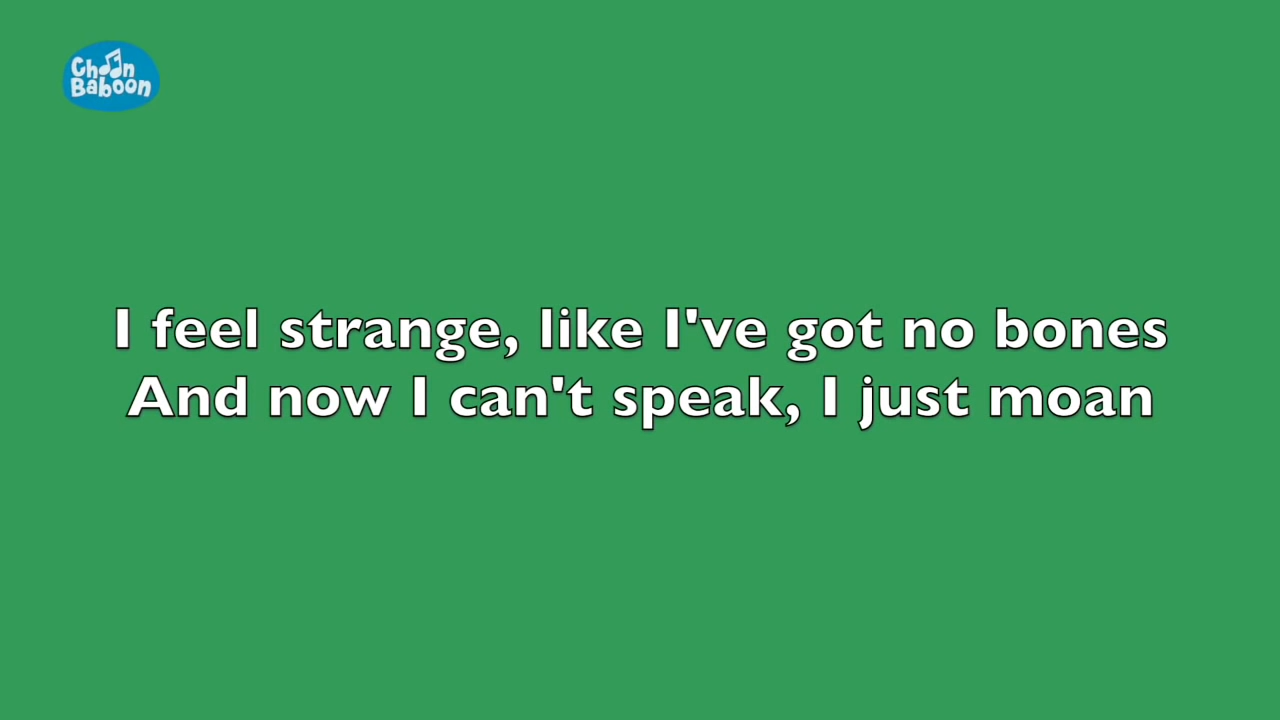 Choon
Baboon
I feel strange, like I've got no bones
And now I can't speak, I just moan